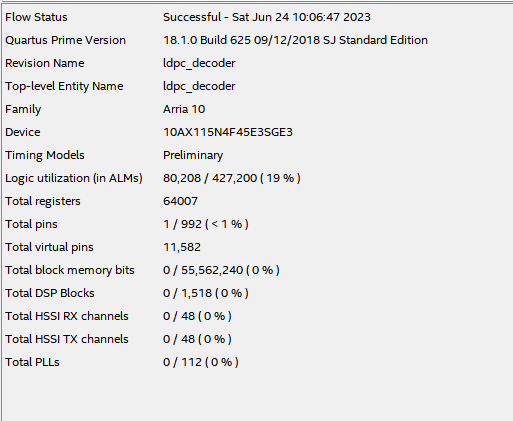 Flow Status Successful - Sat Jun 24 10:06:47 2023
Quartus Prime Version 18.1.0 Build 625 09/12/2018 SJ Standard Edition
Revision Name ldpc_decoder
Top-level Entity Name ldpc_decoder
Family Arria 10
Device 10AX115N4F45E3SGE3
Timing Models Preliminary
Logic utilization (in ALMs) 80,208 / 427,200 ( 19 % )
Total registers 64007
Total pins 1 / 992 ( < 1 % )
Total virtual pins 11,582
Total block memory bits 0 / 55,562,240 ( 0 % )
Total DSP Blocks 0 / 1,518 ( 0 % )
Total HSSI RX channels 0 / 48 ( 0 % )
Total HSSI TX channels 0 / 48 ( 0 % )
Total PLLs 0 / 112 ( 0 % )